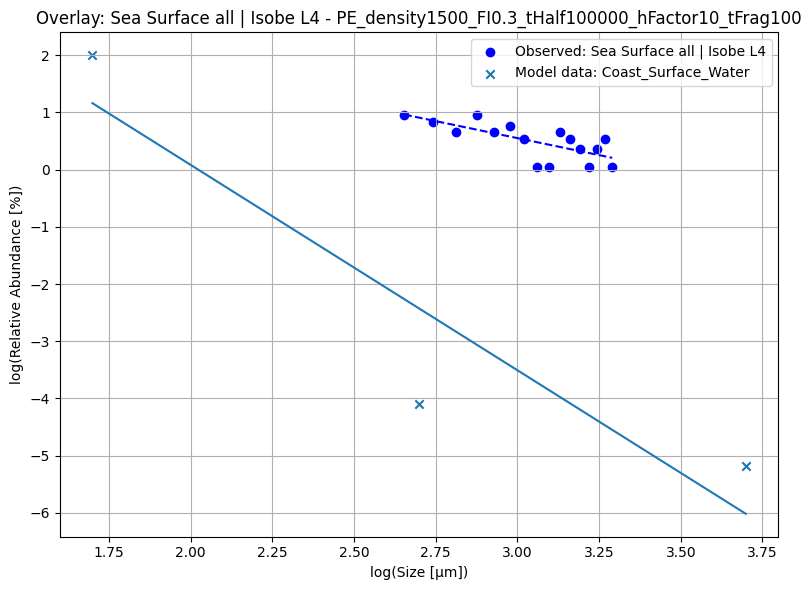 Overlay: Sea Surface all | Isobe L4 - PE_density1500_FI0.3_tHalf100000_hFactor10_tFrag100
Observed: Sea Surface all | Isobe L4
Model data: Coast_Surface_Water
log(Relative Abundance [%])
2
1
0
−1
−2
−3
−4
−5
−6
1.75 2.00 2.25 2.50 2.75 3.00 3.25 3.50 3.75
log(Size [µm])